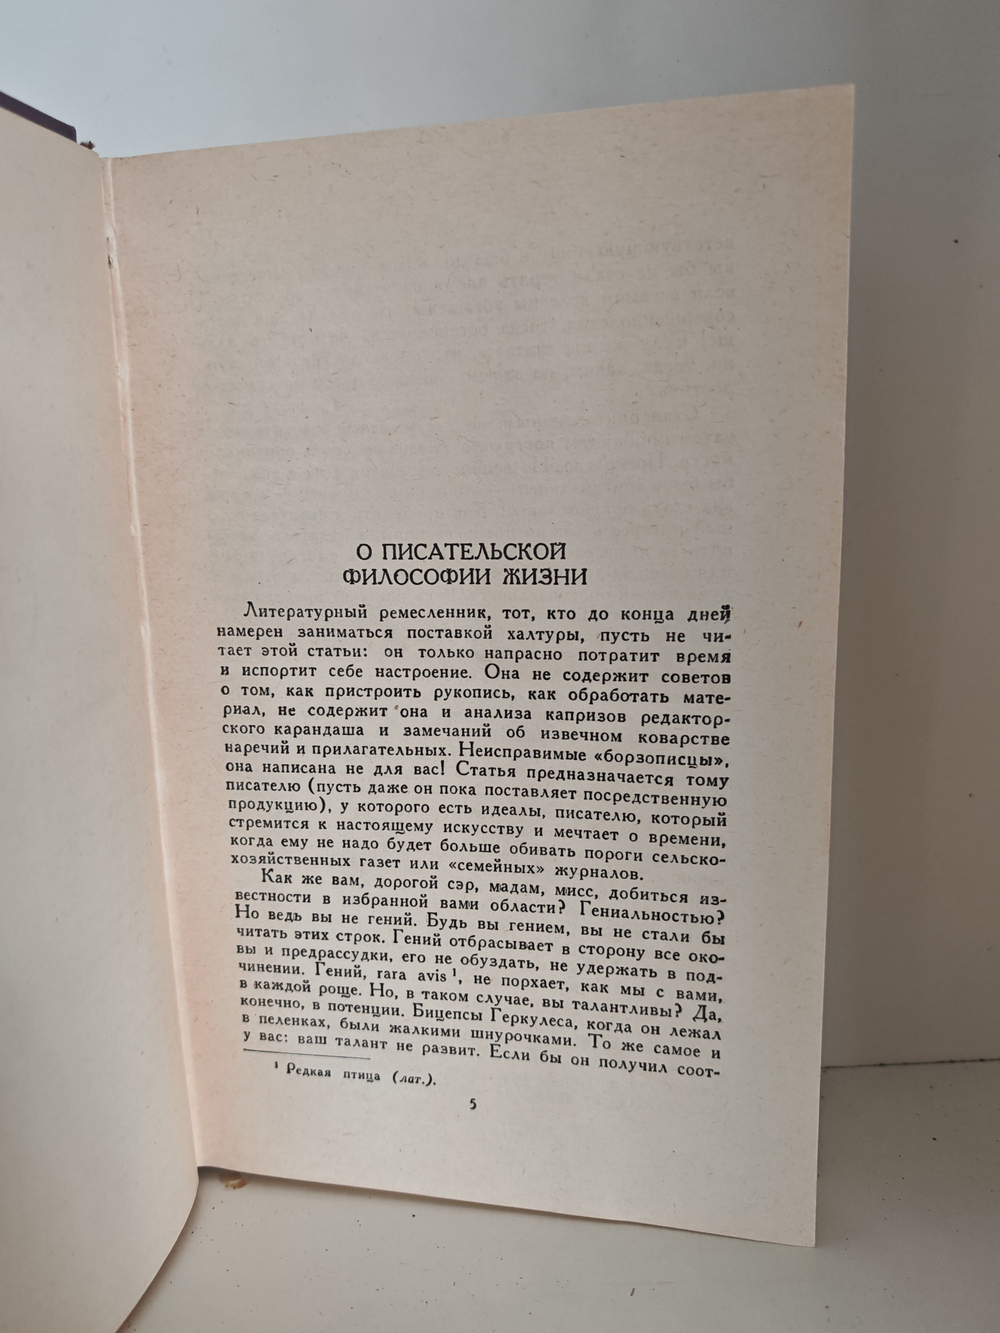 О ПИСАТЕЛЬСКОЙ
ФИЛОСОФИИ ЖИЗНИ
Литературный ремесленник, тот, кто до конца дней
намерен заниматься поставкой халтуры, пусть не чи-
тает этой статьи: он только напрасно потратит время
и испортит себе настроение. Она не содержит советов
о том, как пристроить рукопись, как обработать мате-
риал, не содержит она и анализа капризов редактор-
ского карандаша и замечаний об извечном коварстве
наречий и прилагательных. Неисправимые «борзописцы»,
она написана не для вас! Статья предназначается тому
писателю (пусть даже он пока поставляет посредственную
продукцию), у которого есть идеалы, писателю, который
стремится к настоящему искусству и мечтает о времени,
когда ему не надо будет больше обивать пороги сельско-
хозяйственных газет или «семейных» журналов.
Как же вам, дорогой сэр, мадам, мисс, добиться из-
вестности в избранной вами области? Гениальностью?
Но ведь вы не гений. Будь вы гением, вы не стали бы
читать этих строк. Гений отбрасывает в сторону все око-
вы и предрассудки, его не обуздать, не удержать в под-
чинении. Гений, rara avis ¹, не порхает, как мы с вами,
в каждой роще. Но, в таком случае, вы талантливы? Да,
конечно, в потенции. Бицепсы Геркулеса, когда он лежал
в пеленках, были жалкими шнурочками. То же самое и
у вас: ваш талант не развит. Если бы он получил соот-
¹ Редкая птица (лат.).
5